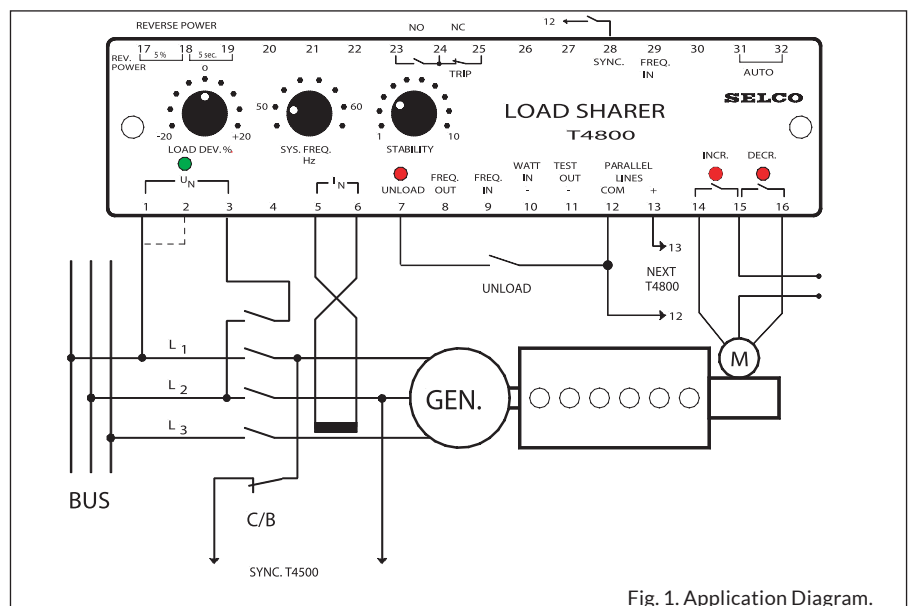 REVERSE POWER
NO NC
12
17 18 19 20 21 22 23 24 25 26 27 28 29 30 31 32
REV. POWER
5 % 5 sec.
TRIP
SYNC. FREQ. IN
AUTO
0
50 60
SELCO
LOAD SHARER
T4800
-20 +20
1 10
LOAD DEV. %
SYS. FREQ. Hz
STABILITY
INCR. DECR.
UN
IN
UNLOAD
FREQ. OUT
FREQ. IN
WATT IN -
TEST OUT -
PARALLEL LINES
COM +
1 2 3 4 5 6 7 8 9 10 11 12 13 14 15 16
13
UNLOAD
NEXT T4800
12
L1
M
L2
GEN.
L3
BUS
C/B
SYNC. T4500
Fig. 1. Application Diagram.